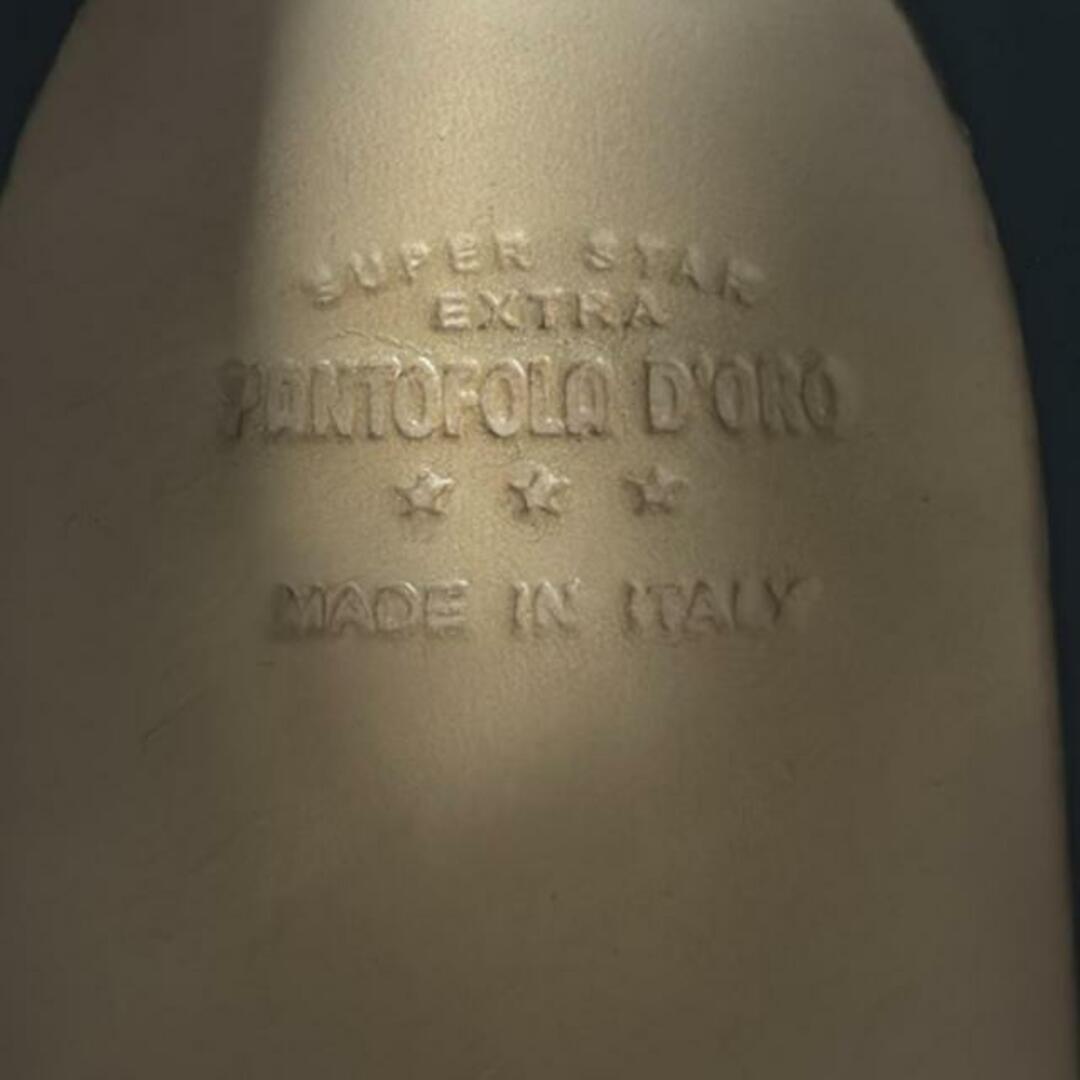 SUPER STAR
EXTRA
PANTOFOLA D'ORO
MADE IN ITALY